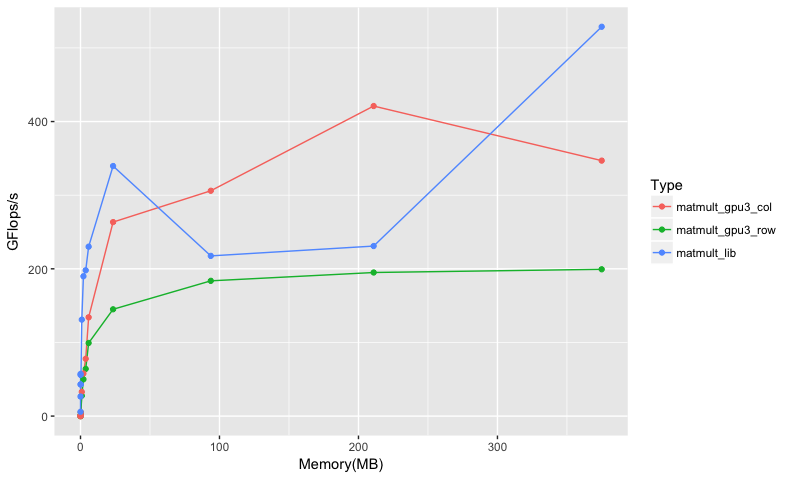 GFlops/s
400
200
0
0
100
200
300
Memory(MB)
Type
matmult_gpu3_col
matmult_gpu3_row
matmult_lib